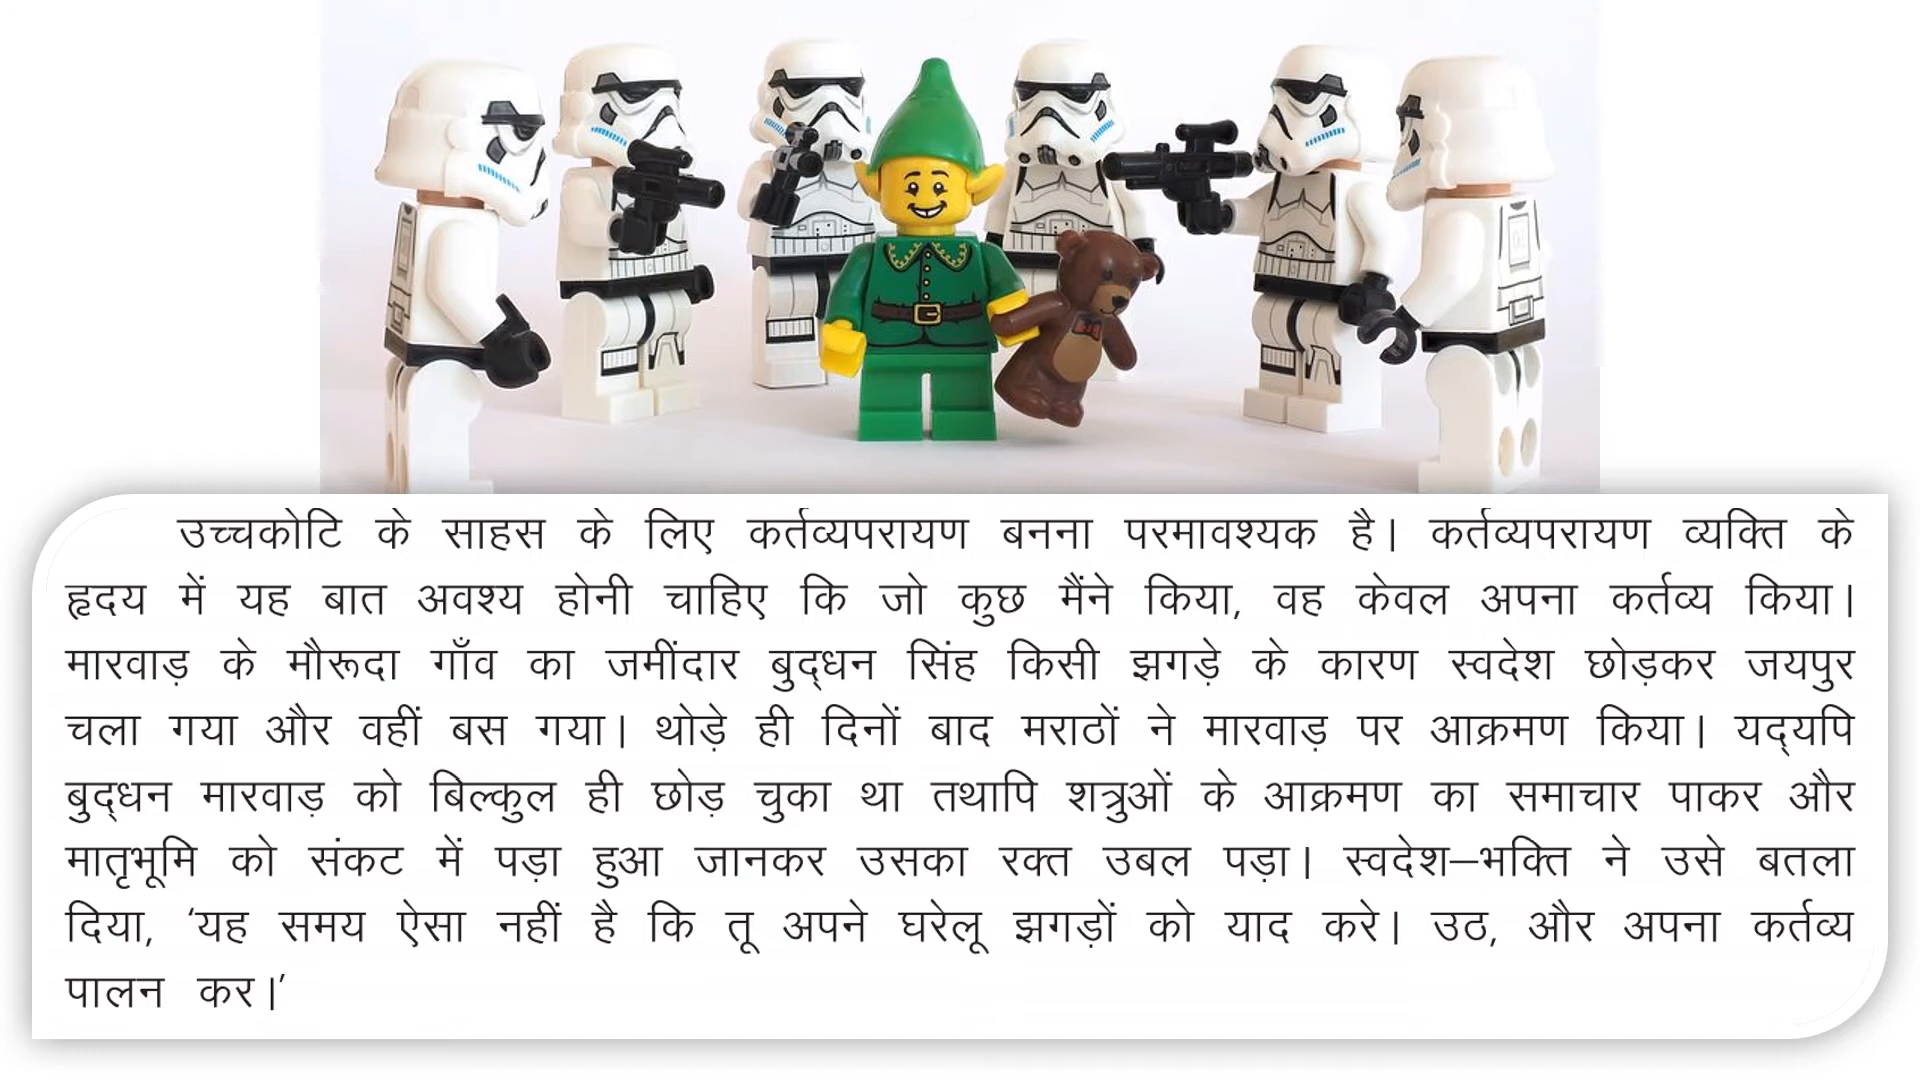 उच्चकोटि के साहस के लिए कर्तव्यपरायण बनना परमावश्यक है। कर्तव्यपरायण व्यक्ति के
हृदय में यह बात अवश्य होनी चाहिए कि जो कुछ मैंने किया, वह केवल अपना कर्तव्य किया।
मारवाड़ के मौरूदा गाँव का जमींदार बुद्धन सिंह किसी झगड़े के कारण स्वदेश छोड़कर जयपुर
चला गया और वहीं बस गया। थोड़े ही दिनों बाद मराठों ने मारवाड़ पर आक्रमण किया। यद्यपि
बुद्धन मारवाड़ को बिल्कुल ही छोड़ चुका था तथापि शत्रुओं के आक्रमण का समाचार पाकर और
मातृभूमि को संकट में पड़ा हुआ जानकर उसका रक्त उबल पड़ा। स्वदेश–भक्ति ने उसे बतला
दिया, ‘यह समय ऐसा नहीं है कि तू अपने घरेलू झगड़ों को याद करे। उठ, और अपना कर्तव्य
पालन कर।’